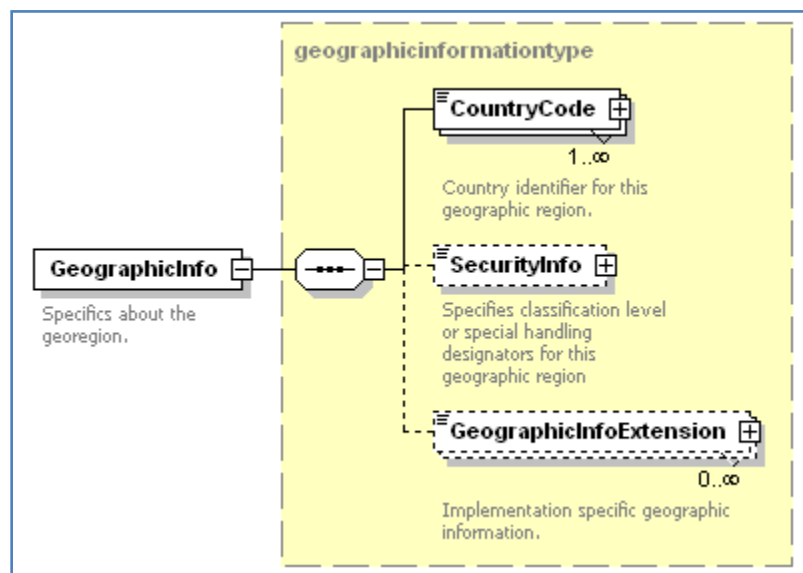 geographicinformationtype
CountryCode
1..∞
Country identifier for this
geographic region.
GeographicInfo
Specifics about the
georegion.
SecurityInfo
Specifies classification level
or special handling
designators for this
geographic region
GeographicInfoExtension
0..∞
Implementation specific geographic
information.